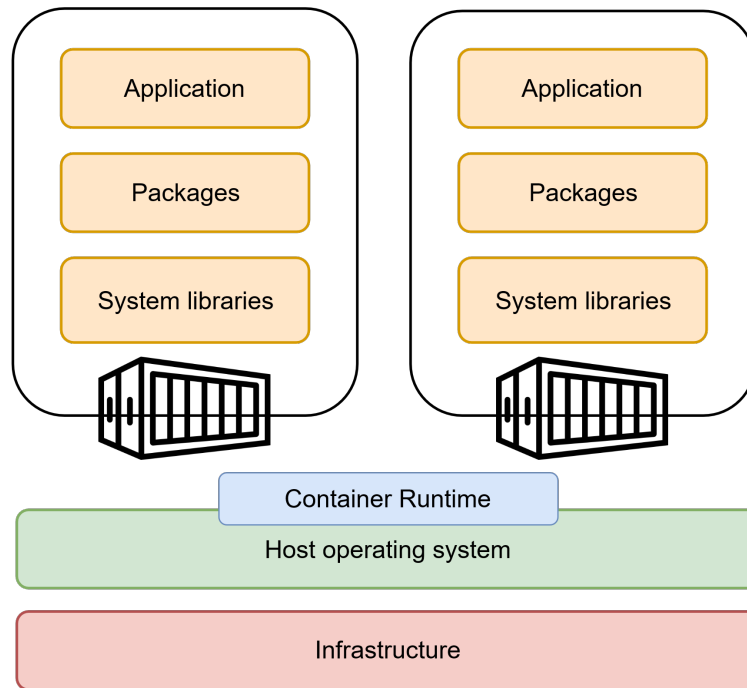 Application
Application
Packages
Packages
System libraries
System libraries
Container Runtime
Host operating system
Infrastructure